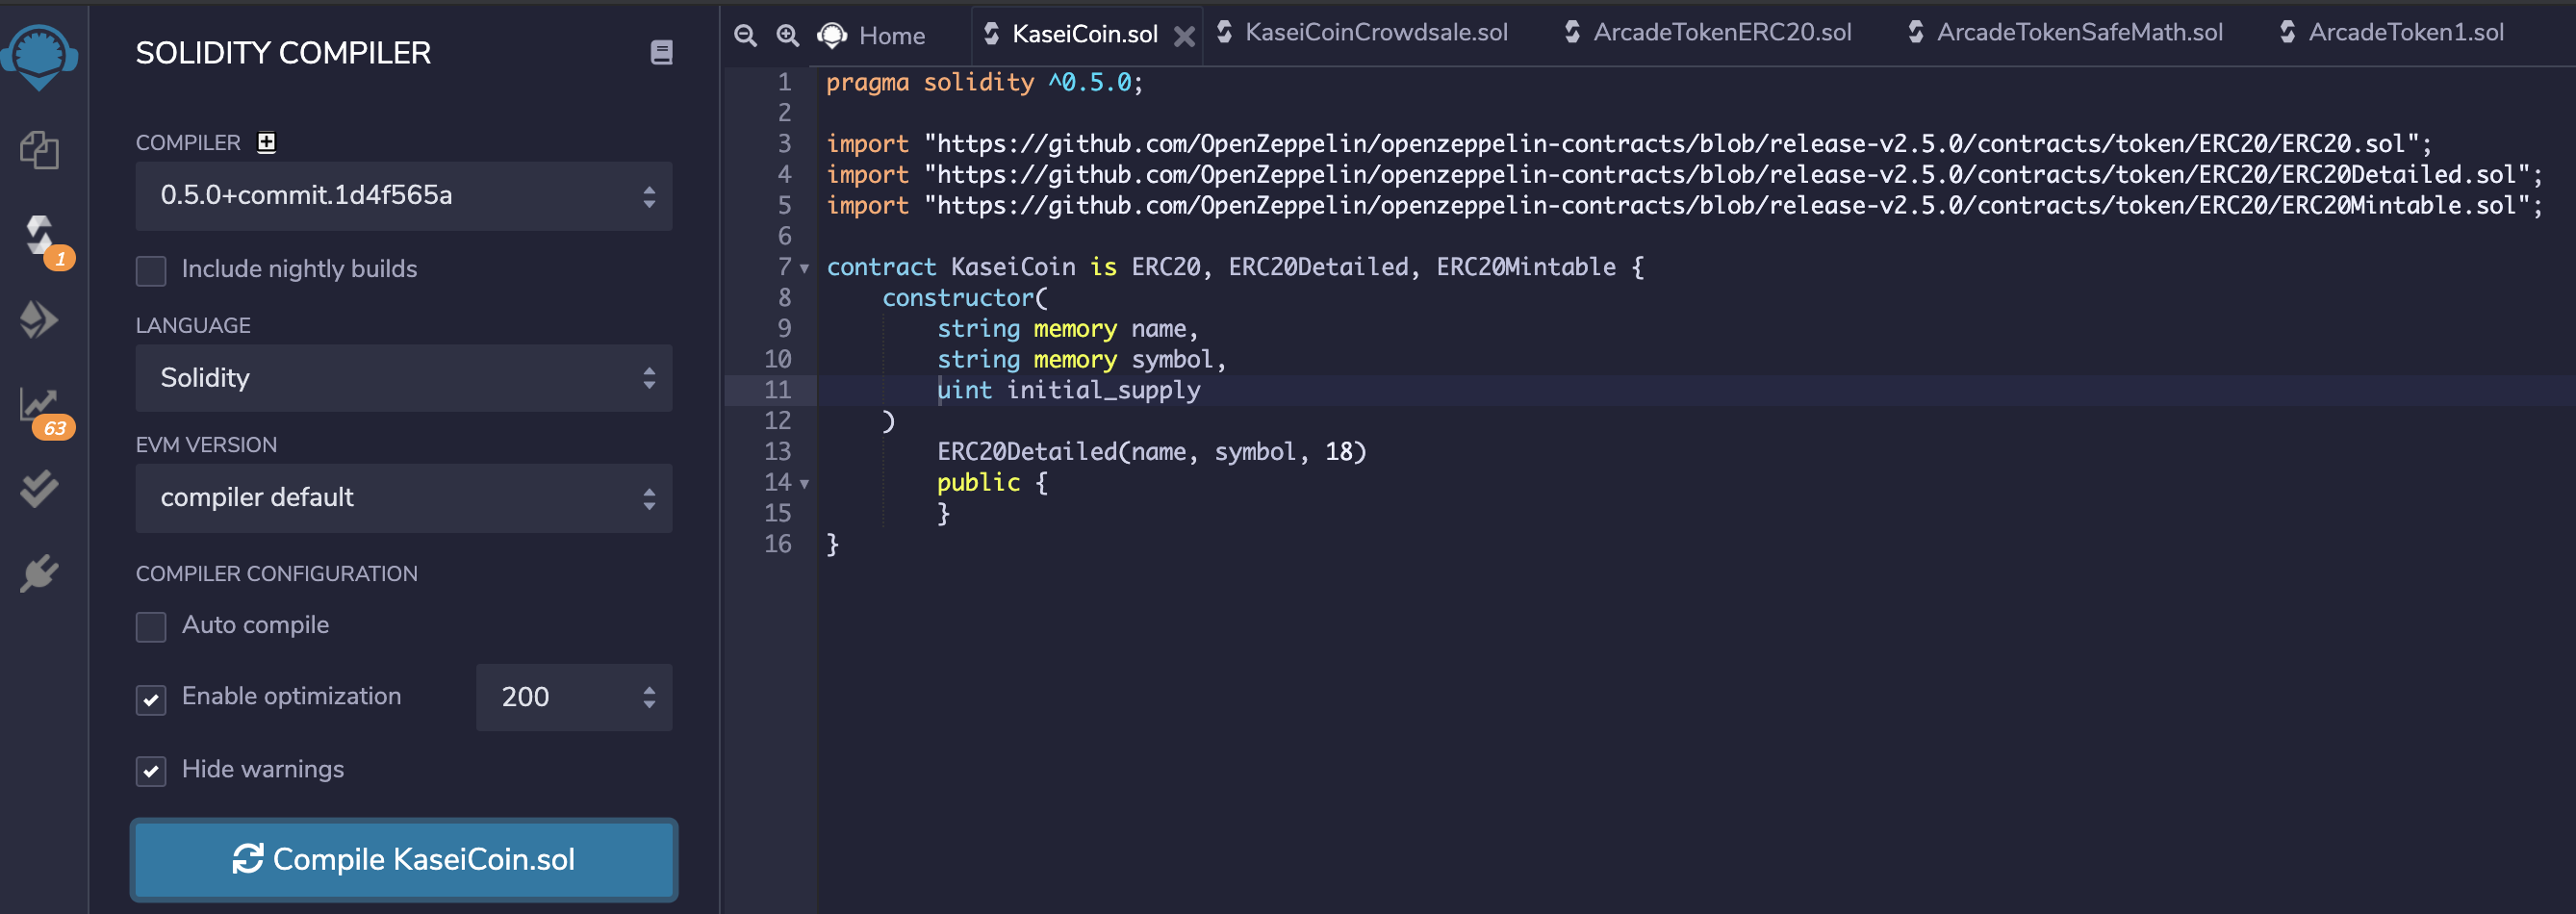 SOLIDITY COMPILER
COMPILER
0.5.0+commit.1d4f565a
Include nightly builds
LANGUAGE
Solidity
EVM VERSION
compiler default
COMPILER CONFIGURATION
Auto compile
Enable optimization 200
Hide warnings
Compile KaseiCoin.sol
1
63
Home KaseiCoin.sol KaseiCoinCrowdsale.sol ArcadeTokenERC20.sol ArcadeTokenSafeMath.sol ArcadeToken1.sol
1 pragma solidity ^0.5.0;
2
3 import "https://github.com/OpenZeppelin/openzeppelin-contracts/blob/release-v2.5.0/contracts/token/ERC20/ERC20.sol";
4 import "https://github.com/OpenZeppelin/openzeppelin-contracts/blob/release-v2.5.0/contracts/token/ERC20/ERC20Detailed.sol";
5 import "https://github.com/OpenZeppelin/openzeppelin-contracts/blob/release-v2.5.0/contracts/token/ERC20/ERC20Mintable.sol";
6
7 contract KaseiCoin is ERC20, ERC20Detailed, ERC20Mintable {
8 constructor(
9 string memory name,
10 string memory symbol,
11 uint initial_supply
12 )
13 ERC20Detailed(name, symbol, 18)
14 public {
15 }
16 }